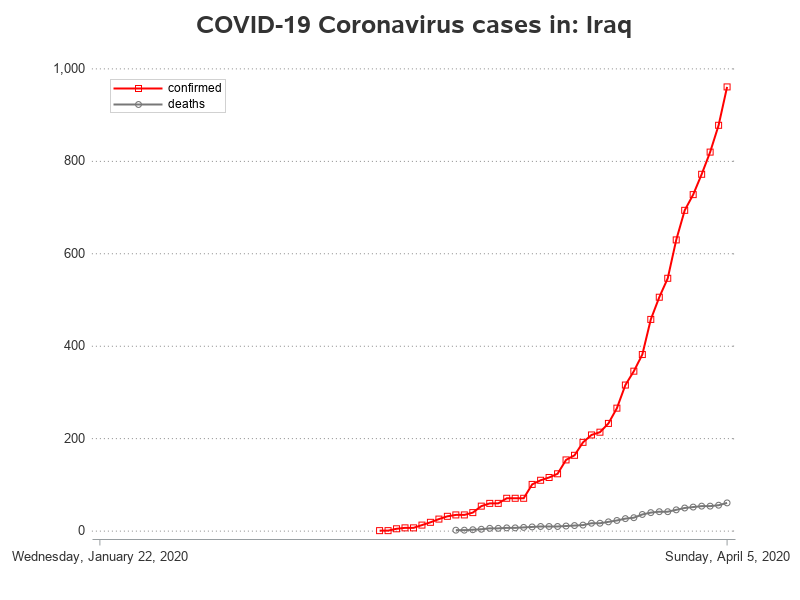 COVID-19 Coronavirus cases in: Iraq
1,000
confirmed
deaths
800
600
400
200
0
Wednesday, January 22, 2020 Sunday, April 5, 2020